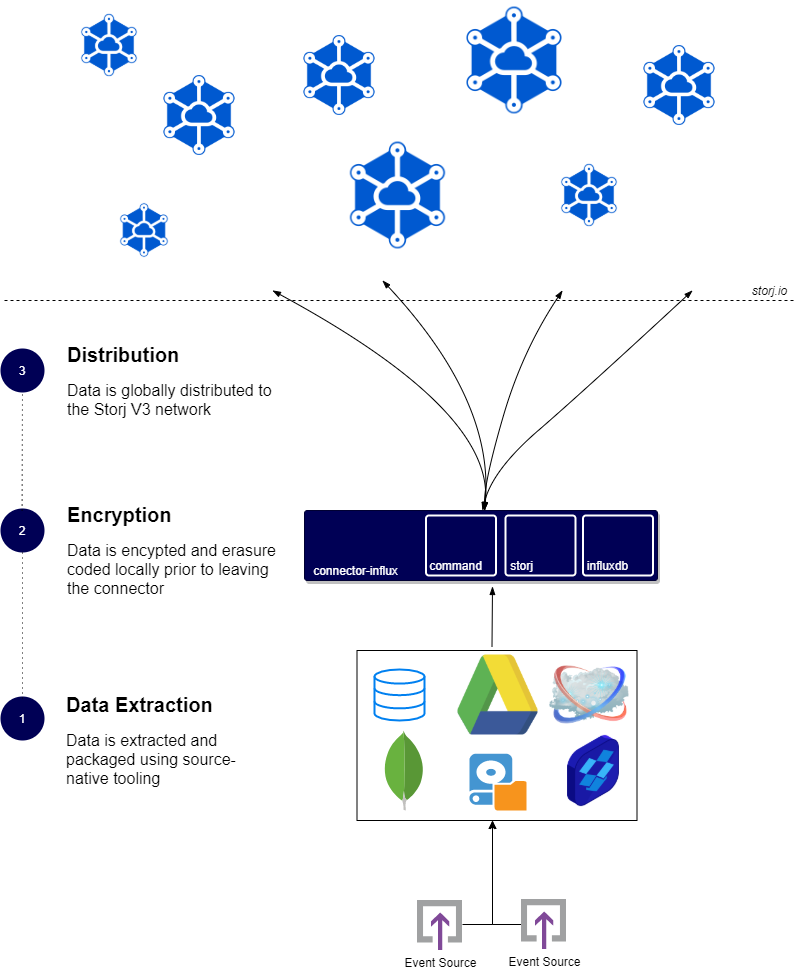 storj.io
3
Distribution
Data is globally distributed to
the Storj V3 network
2
Encryption
Data is encypted and erasure
coded locally prior to leaving
the connector
connector-influx
command
storj
influxdb
1
Data Extraction
Data is extracted and
packaged using source-
native tooling
Event Source
Event Source